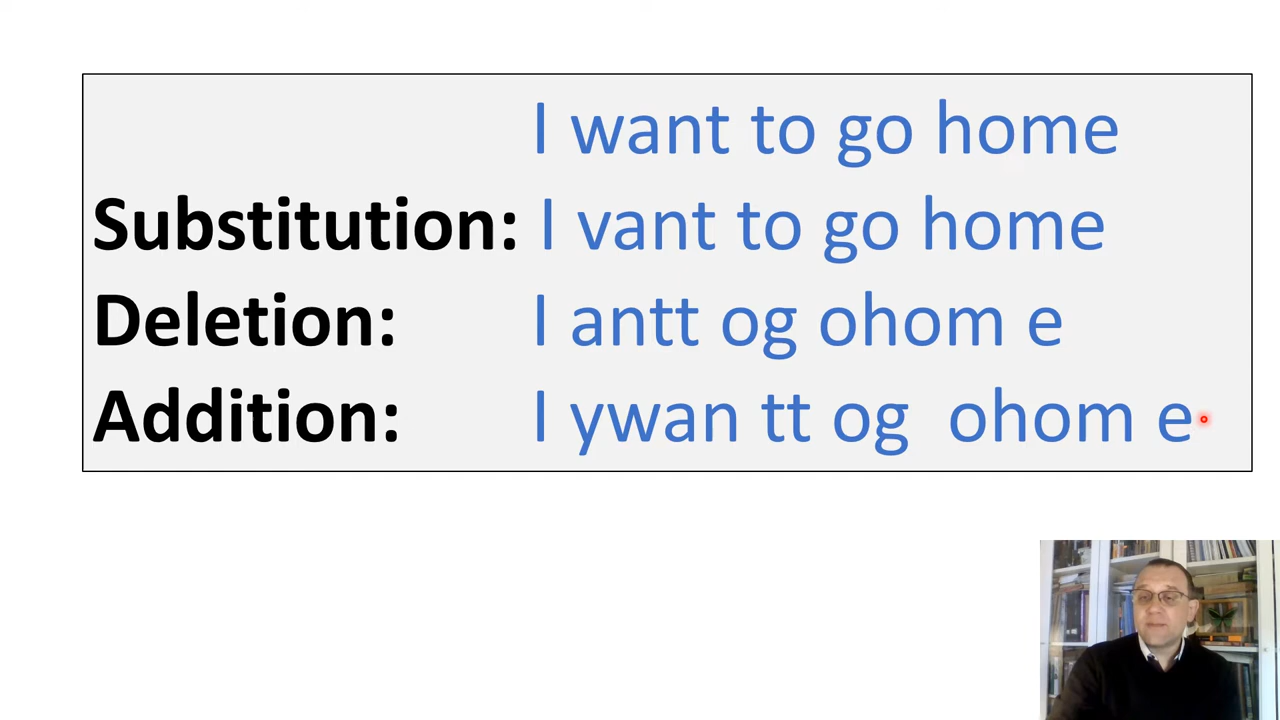 I want to go home
Substitution: I vant to go home
Deletion: I antt og ohom e
Addition: I ywan tt og  ohom e